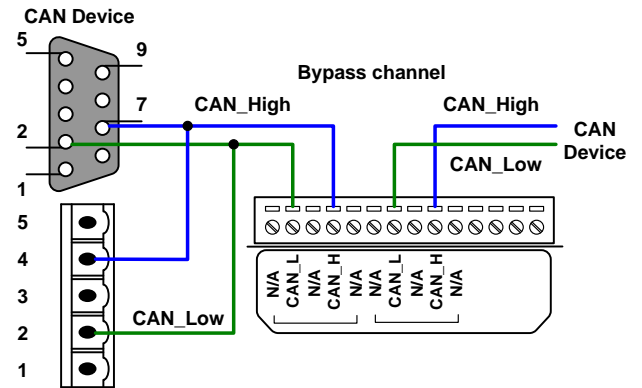 CAN Device
5
9
Bypass channel
7
CAN_High
CAN_High
2
CAN
Device
CAN_Low
1
5
4
3
CAN_Low
2
1
N/A
CAN_L
N/A
CAN_H
N/A
N/A
CAN_L
N/A
CAN_H
N/A